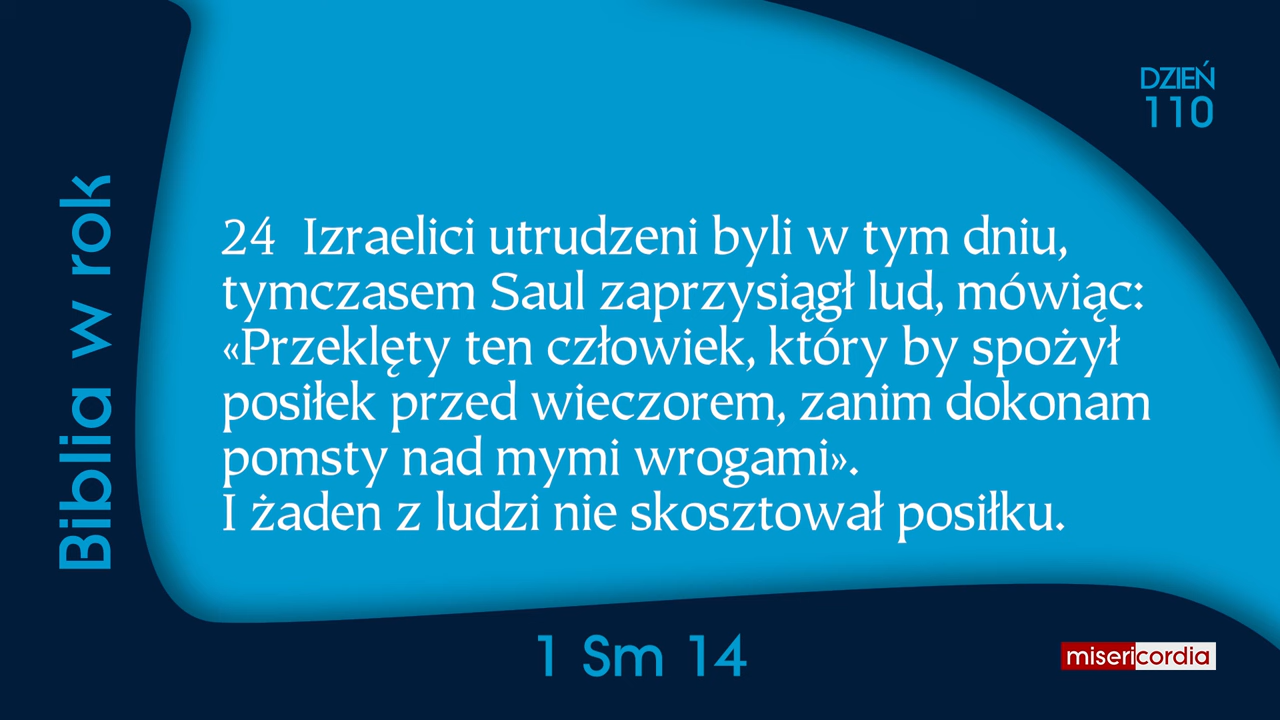 DZIEŃ
110
Biblia w rok
24 Izraelici utrudzeni byli w tym dniu,
tymczasem Saul zaprzysiągł lud, mówiąc:
«Przeklęty ten człowiek, który by spożył
posiłek przed wieczorem, zanim dokonam
pomsty nad mymi wrogami».
I żaden z ludzi nie skosztował posiłku.
1 Sm 14
misericordia